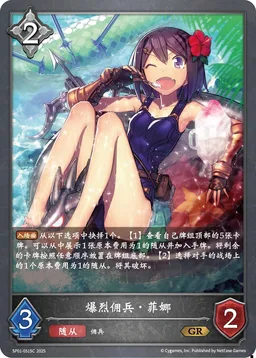 2
入场曲 从以下选项中抉择1个。【1】查看自己牌组顶部的5张
卡牌。可以从中展示1张原本费用为1的随从并加入手牌。将剩余
的卡牌按照任意顺序放置在牌组底部。【2】选择对手的战场上
的1个原本费用为1的随从。将其破坏。
爆烈佣兵·菲娜
3
随从 佣兵 GR
2
SP01-051SC 2025
© Cygames, Inc. Published by NetEase Games